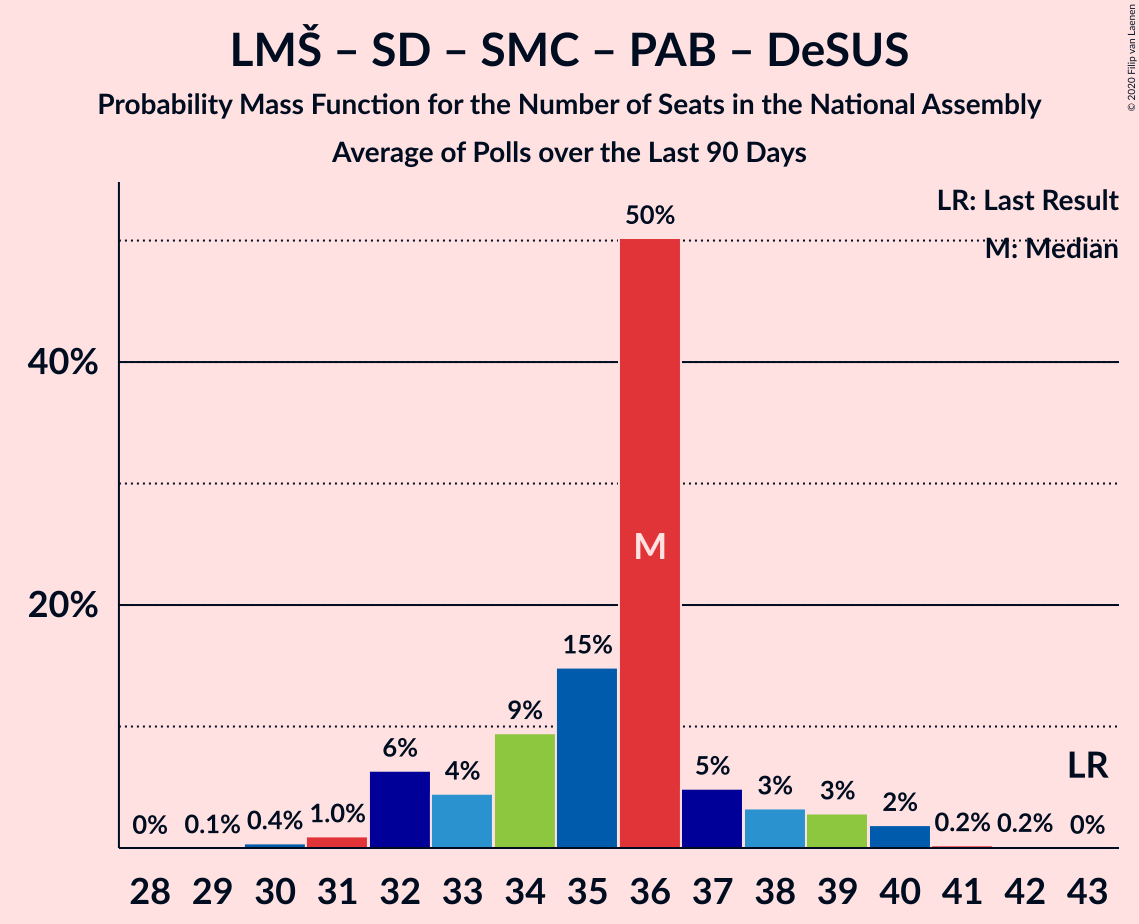 LMŠ – SD – SMC – PAB – DeSUS
Probability Mass Function for the Number of Seats in the National Assembly
Average of Polls over the Last 90 Days
© 2020 Filip van Laenen
LR: Last Result
M: Median
50%
40%
M
20%
15%
9%
6%
4%
5%
3%
3%
2%
LR
0%
0.1%
0.4%
1.0%
0.2%
0.2%
0%
28 29 30 31 32 33 34 35 36 37 38 39 40 41 42 43